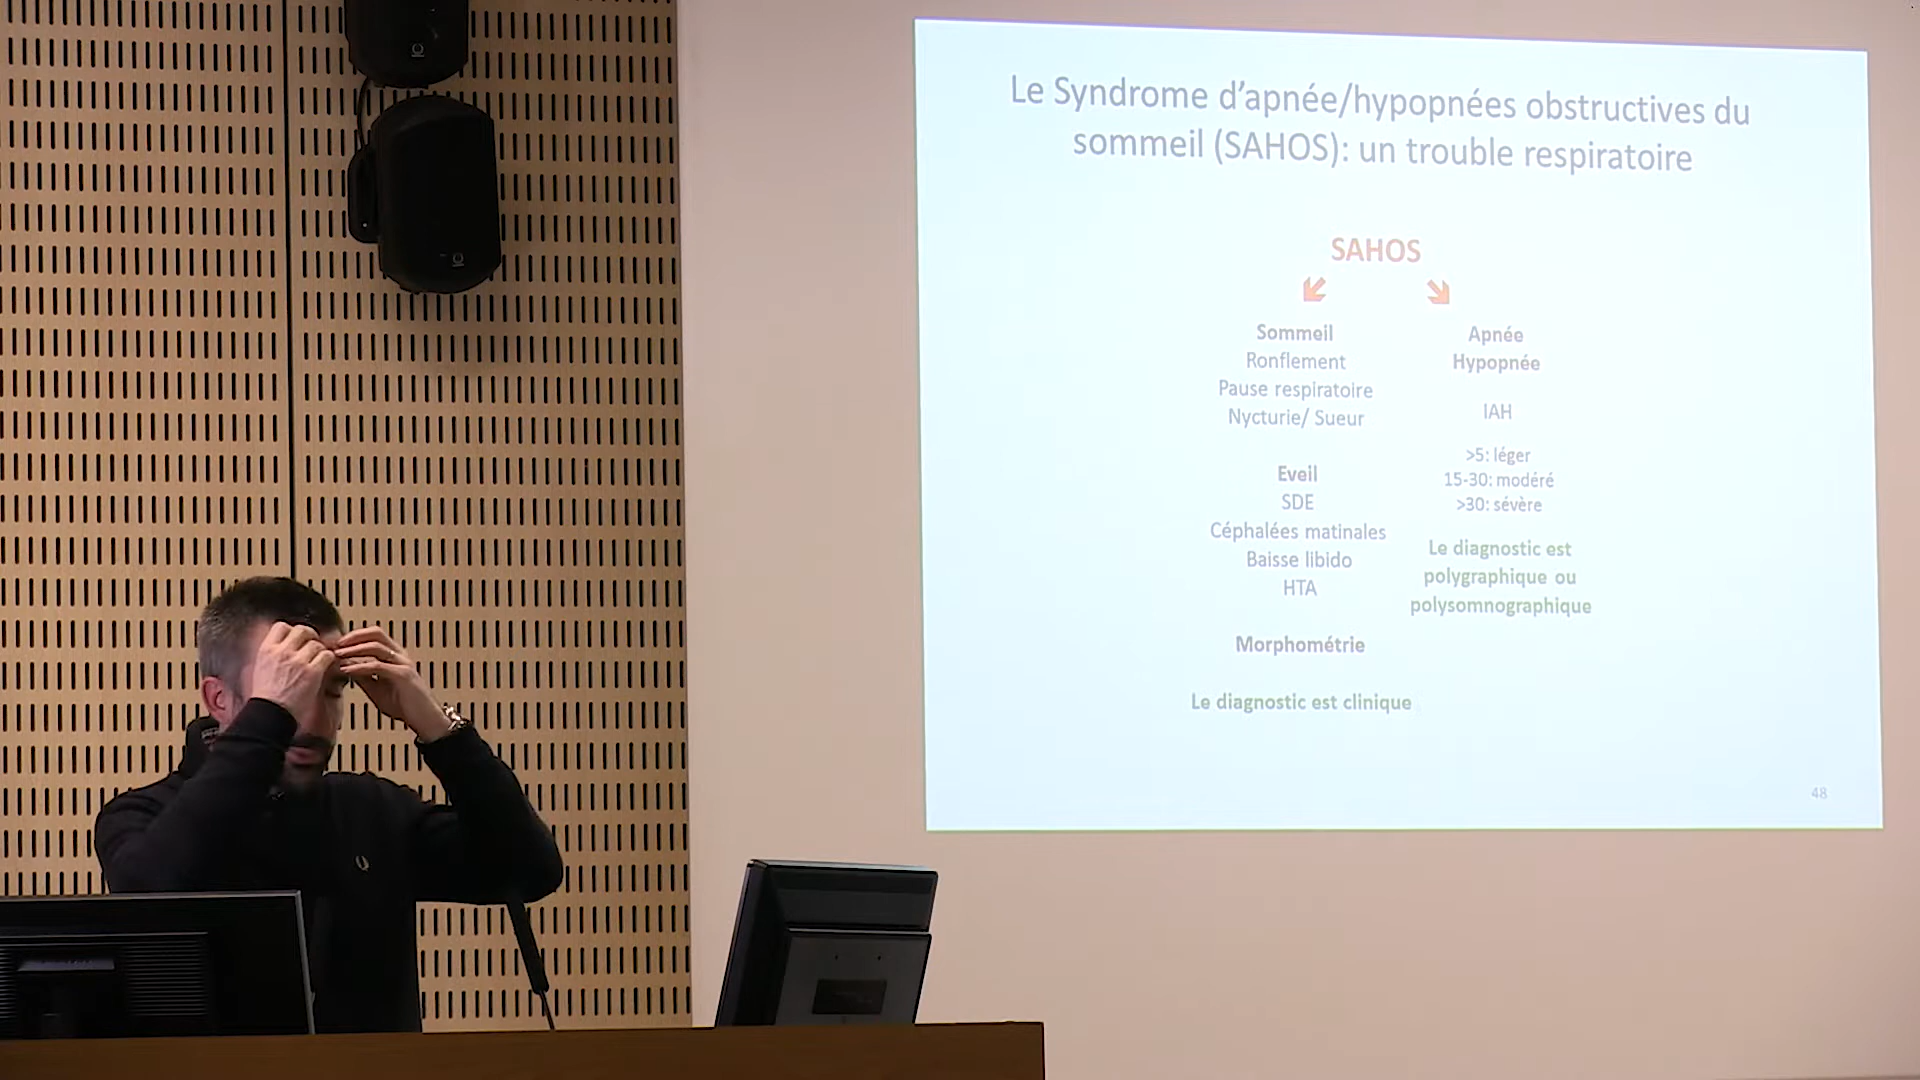 Le Syndrome d'apnée/hypopnées obstructives du
sommeil (SAHOS): un trouble respiratoire
SAHOS
Sommeil
Ronflement
Pause respiratoire
Nycturie/ Sueur
Eveil
SDE
Céphalées matinales
Baisse libido
HTA
Morphométrie
Le diagnostic est clinique
Apnée
Hypopnée
IAH
>5: léger
15-30: modéré
>30: sévère
Le diagnostic est
polygraphique ou
polysomnographique
48